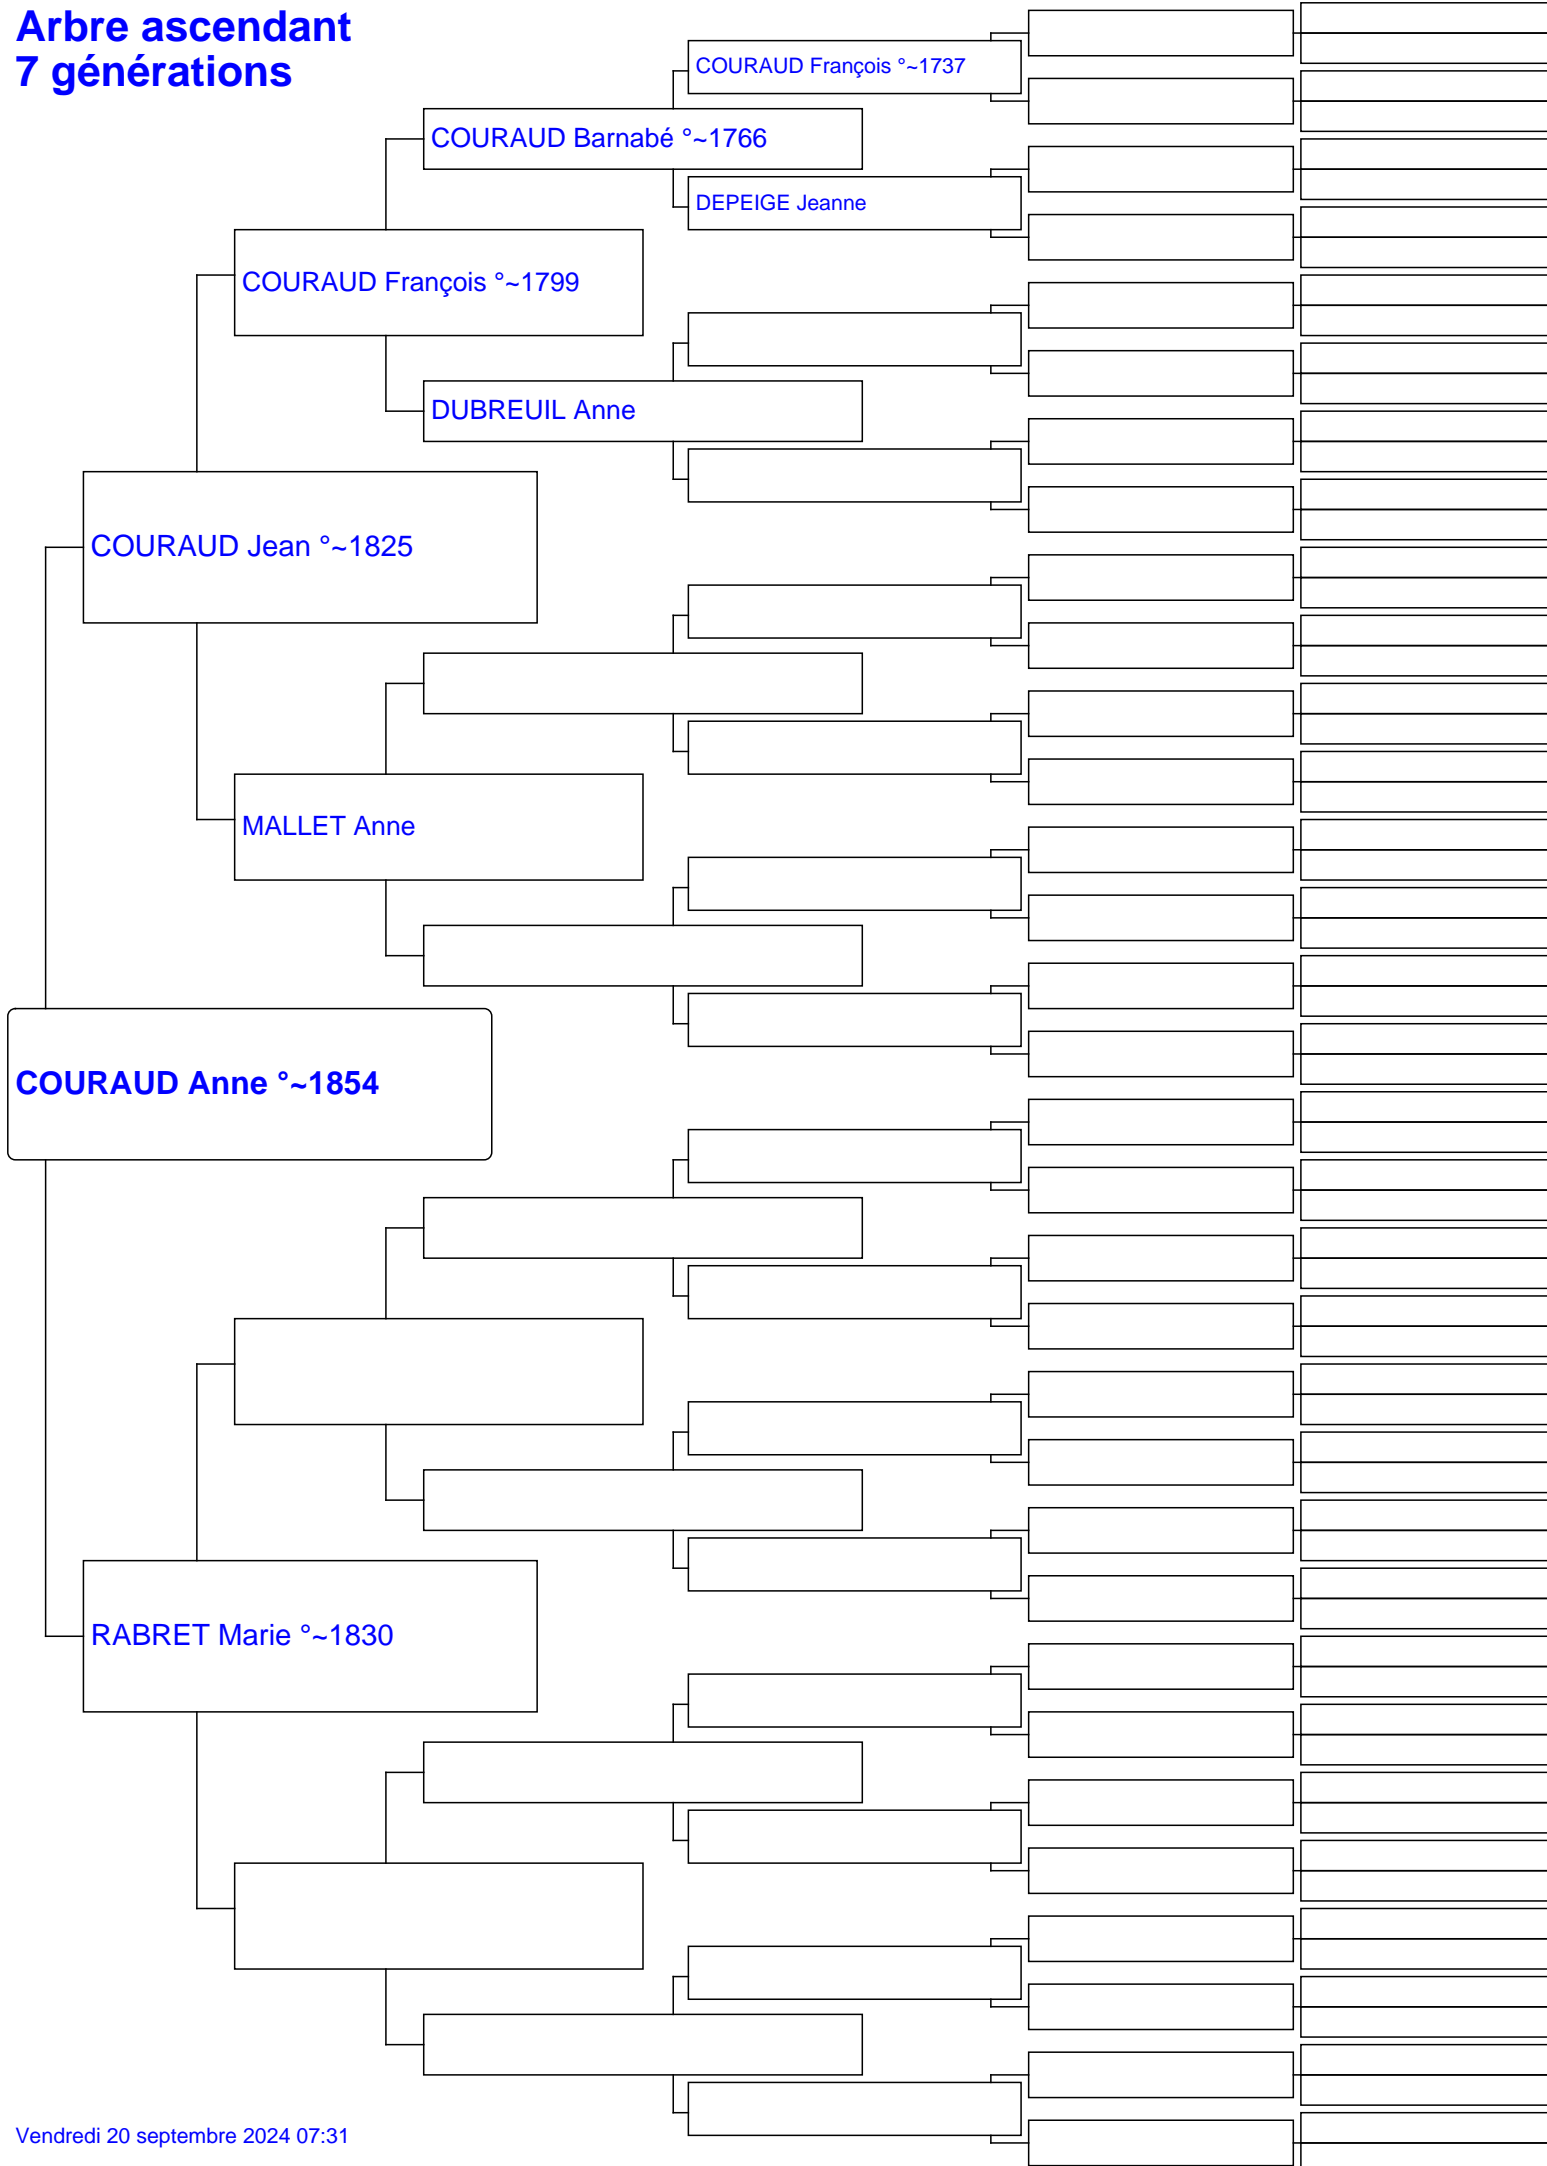 Arbre ascendant
7 générations
COURAUD François °~1737
COURAUD Barnabé °~1766
DEPEIGE Jeanne
COURAUD François °~1799
DUBREUIL Anne
COURAUD Jean °~1825
MALLET Anne
COURAUD Anne °~1854
RABRET Marie °~1830
Vendredi 20 septembre 2024 07:31